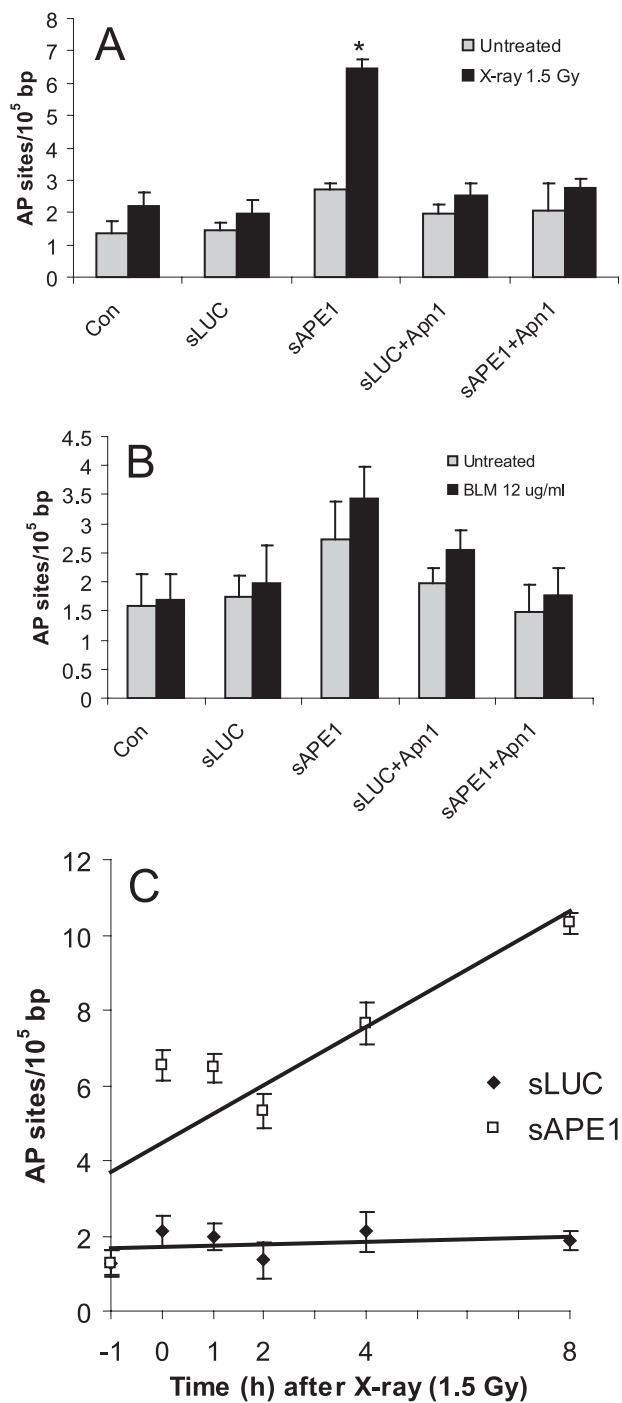 A
AP sites/10⁵ bp
8
7
6
5
4
3
2
1
0
*
Untreated
X-ray 1.5 Gy
Con
sLUC
sAPE1
sLUC+Apn1
sAPE1+Apn1
B
AP sites/10⁵ bp
4.5
4
3.5
3
2.5
2
1.5
1
0.5
0
Untreated
BLM 12 ug/ml
Con
sLUC
sAPE1
sLUC+Apn1
sAPE1+Apn1
C
AP sites/10⁵ bp
12
10
8
6
4
2
0
sLUC
sAPE1
-1 0 1 2 4 8
Time (h) after X-ray (1.5 Gy)